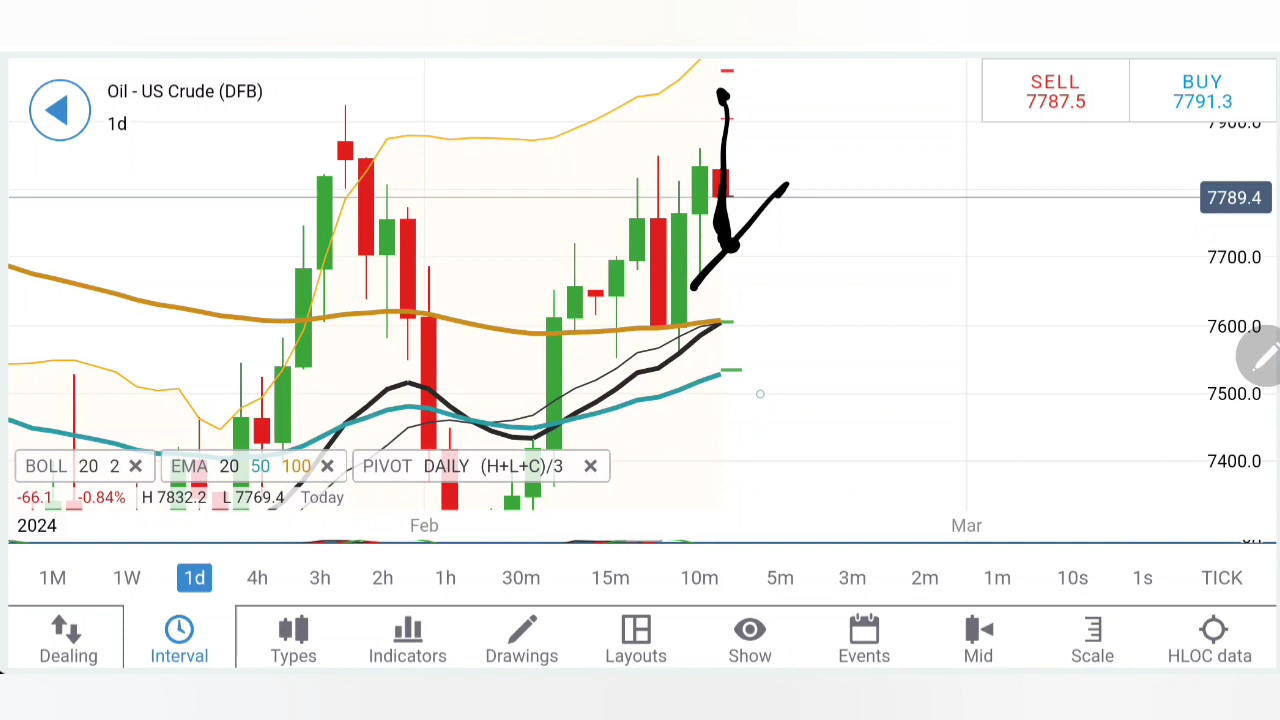 Oil - US Crude (DFB)
1d
SELL
7787.5
BUY
7791.3
7789.4
7700.0
7600.0
7500.0
7400.0
BOLL 20 2 EMA 20 50 100 PIVOT DAILY (H+L+C)/3
-66.1 -0.84% H 7832.2 L 7769.4 Today
2024 Feb Mar
1M 1W 1d 4h 3h 2h 1h 30m 15m 10m 5m 3m 2m 1m 10s 1s TICK
Dealing Interval Types Indicators Drawings Layouts Show Events Mid Scale HLOC data